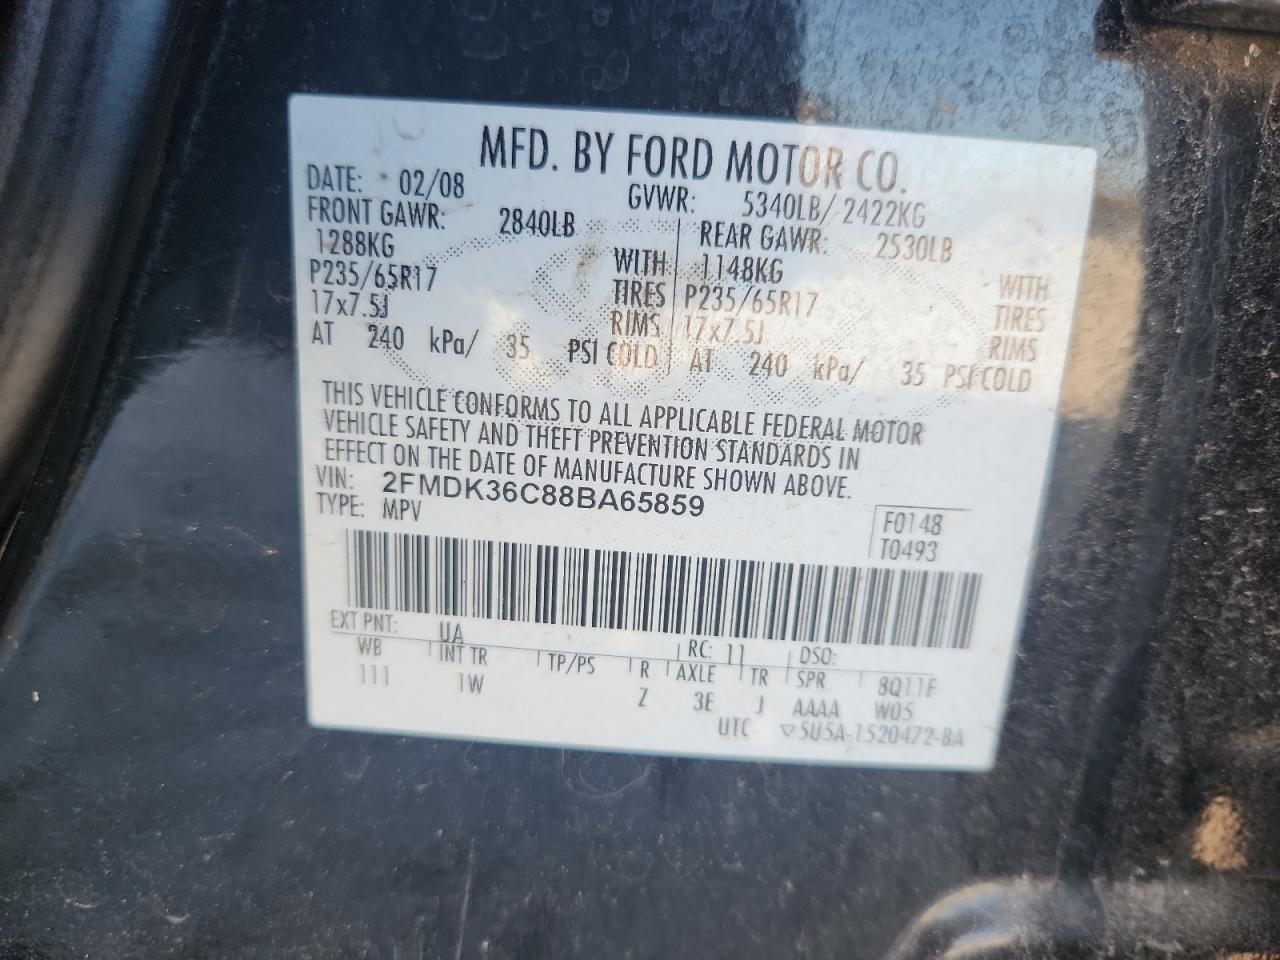 MFD. BY FORD MOTOR CO.
DATE: 02/08 GVWR: 5340LB/2422KG
FRONT GAWR: 2840LB REAR GAWR: 2530LB
1288KG WITH 1148KG WITH
P235/65R17 TIRES P235/65R17 TIRES
17x7.5J RIMS 17x7.5J RIMS
AT 240 kPa/ 35 PSI COLD AT 240 kPa/ 35 PSI COLD
THIS VEHICLE CONFORMS TO ALL APPLICABLE FEDERAL MOTOR
VEHICLE SAFETY AND THEFT PREVENTION STANDARDS IN
EFFECT ON THE DATE OF MANUFACTURE SHOWN ABOVE.
VIN: 2FMDK36C88BA65859
TYPE: MPV
F0148
T0493
EXT PNT: UA RC: 11 DSO:
WB INT TR TP/PS R AXLE TR SPR 8Q11F
111 1W Z 3E J AAAA W05
UTC ▽5U5A-1520472-BA